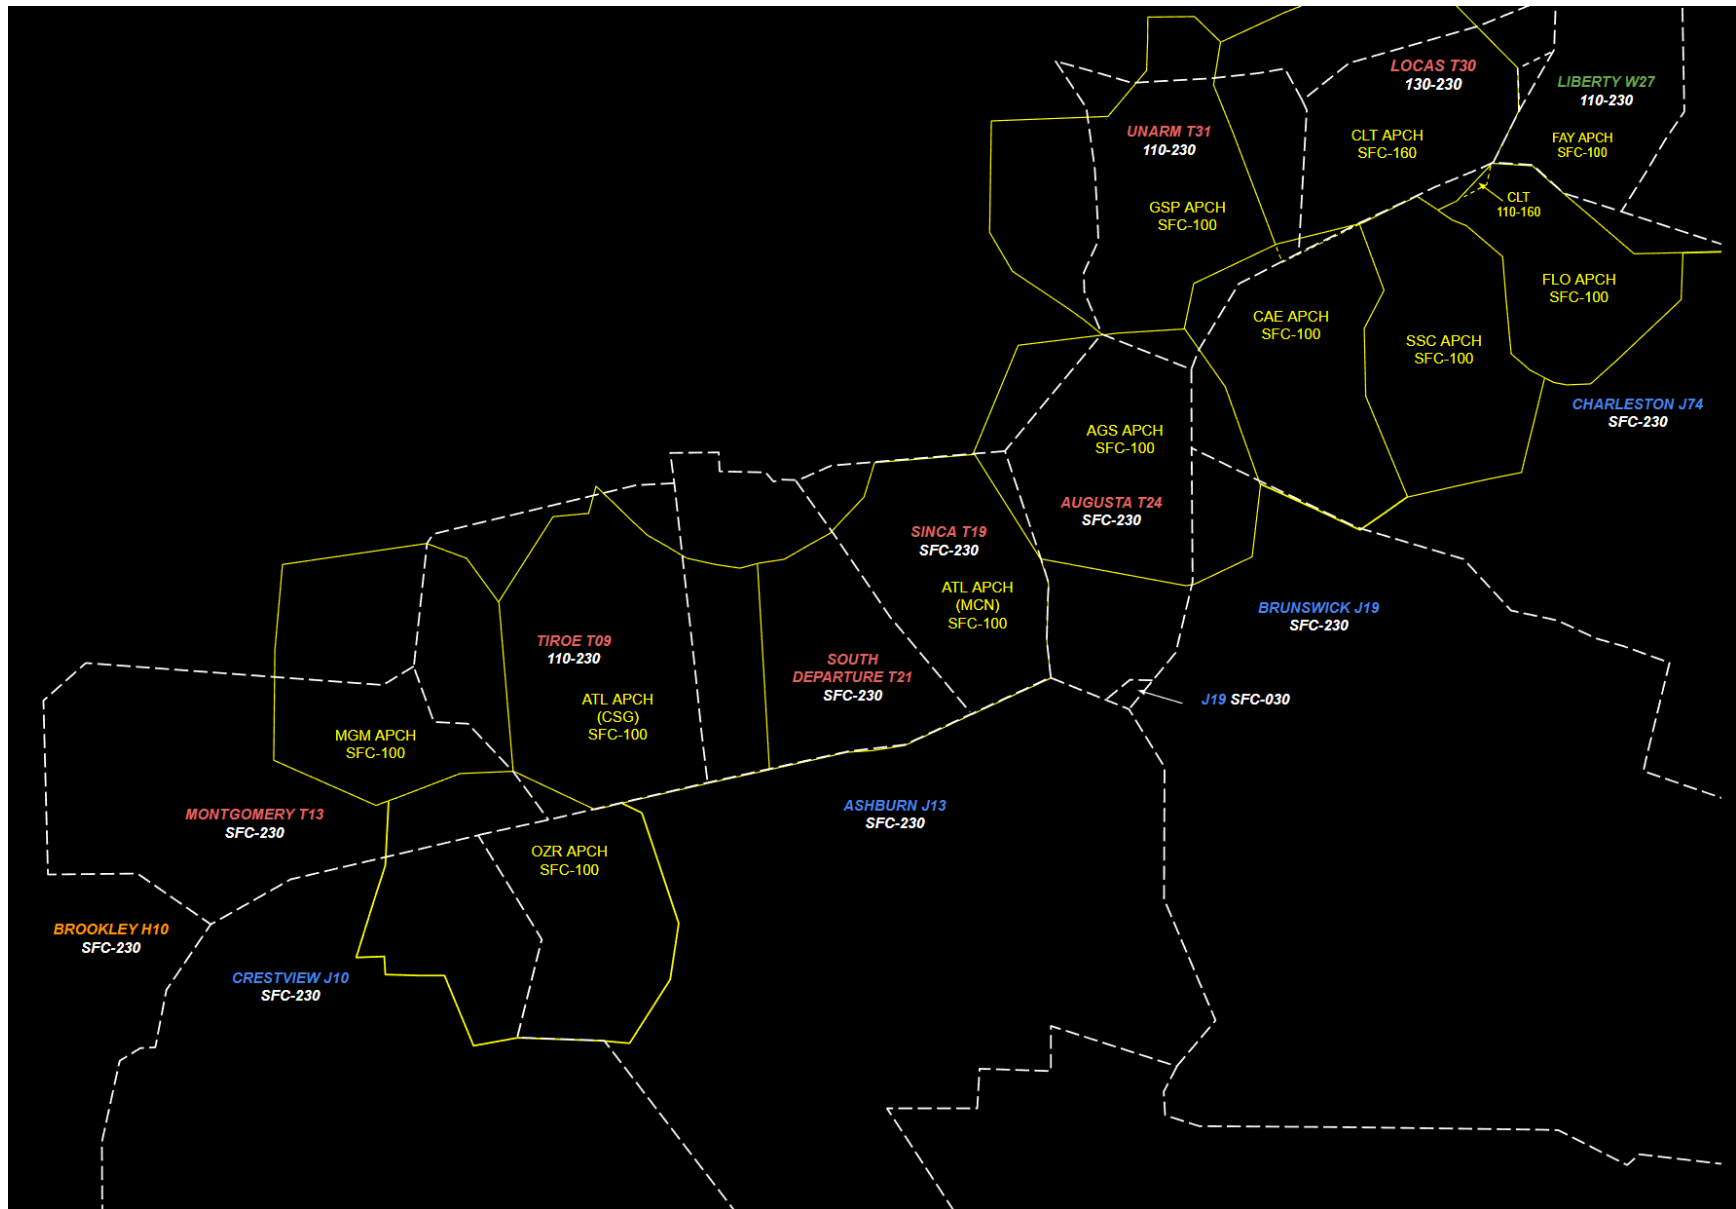 LOCAS T30
130-230
LIBERTY W27
110-230
UNARM T31
110-230
CLT APCH
SFC-160
FAY APCH
SFC-100
GSP APCH
SFC-100
CLT
110-160
FLO APCH
SFC-100
CAE APCH
SFC-100
SSC APCH
SFC-100
CHARLESTON J74
SFC-230
AGS APCH
SFC-100
AUGUSTA T24
SFC-230
SINCA T19
SFC-230
ATL APCH
(MCN)
SFC-100
BRUNSWICK J19
SFC-230
TIROE T09
110-230
SOUTH
DEPARTURE T21
SFC-230
ATL APCH
(CSG)
SFC-100
J19 SFC-030
MGM APCH
SFC-100
MONTGOMERY T13
SFC-230
ASHBURN J13
SFC-230
OZR APCH
SFC-100
BROOKLEY H10
SFC-230
CRESTVIEW J10
SFC-230